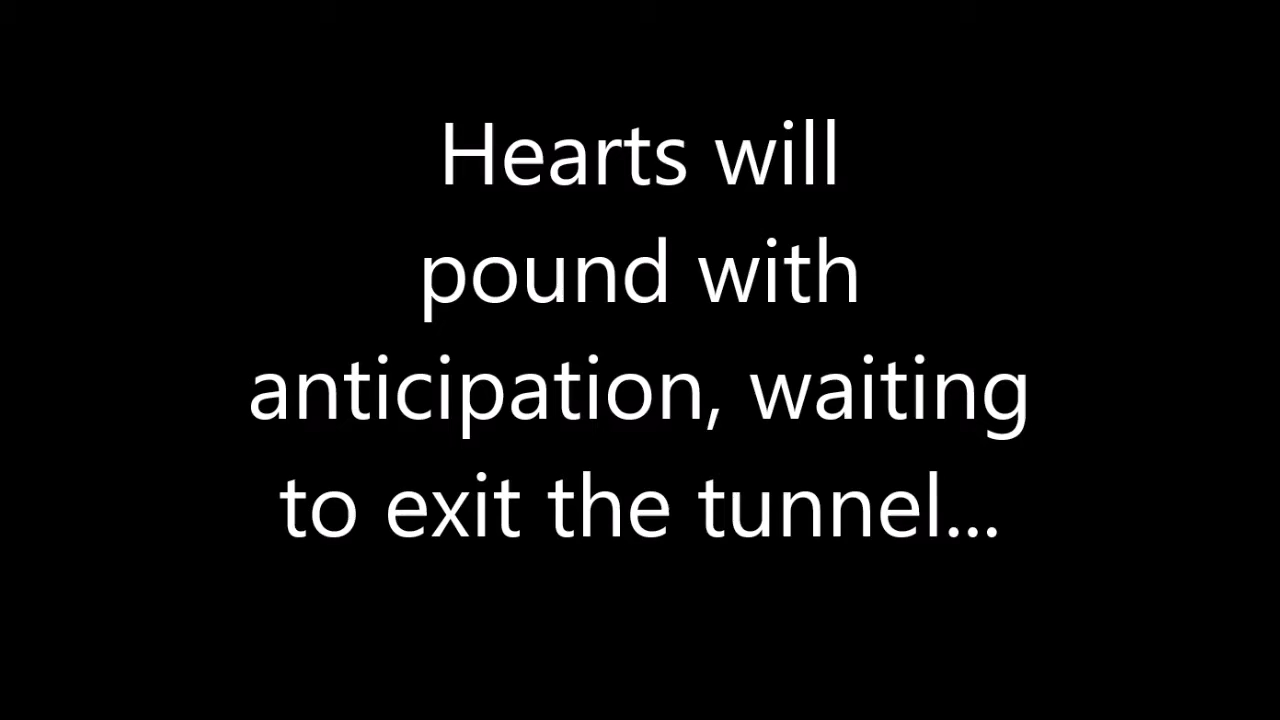 Hearts will
pound with
anticipation, waiting
to exit the tunnel...